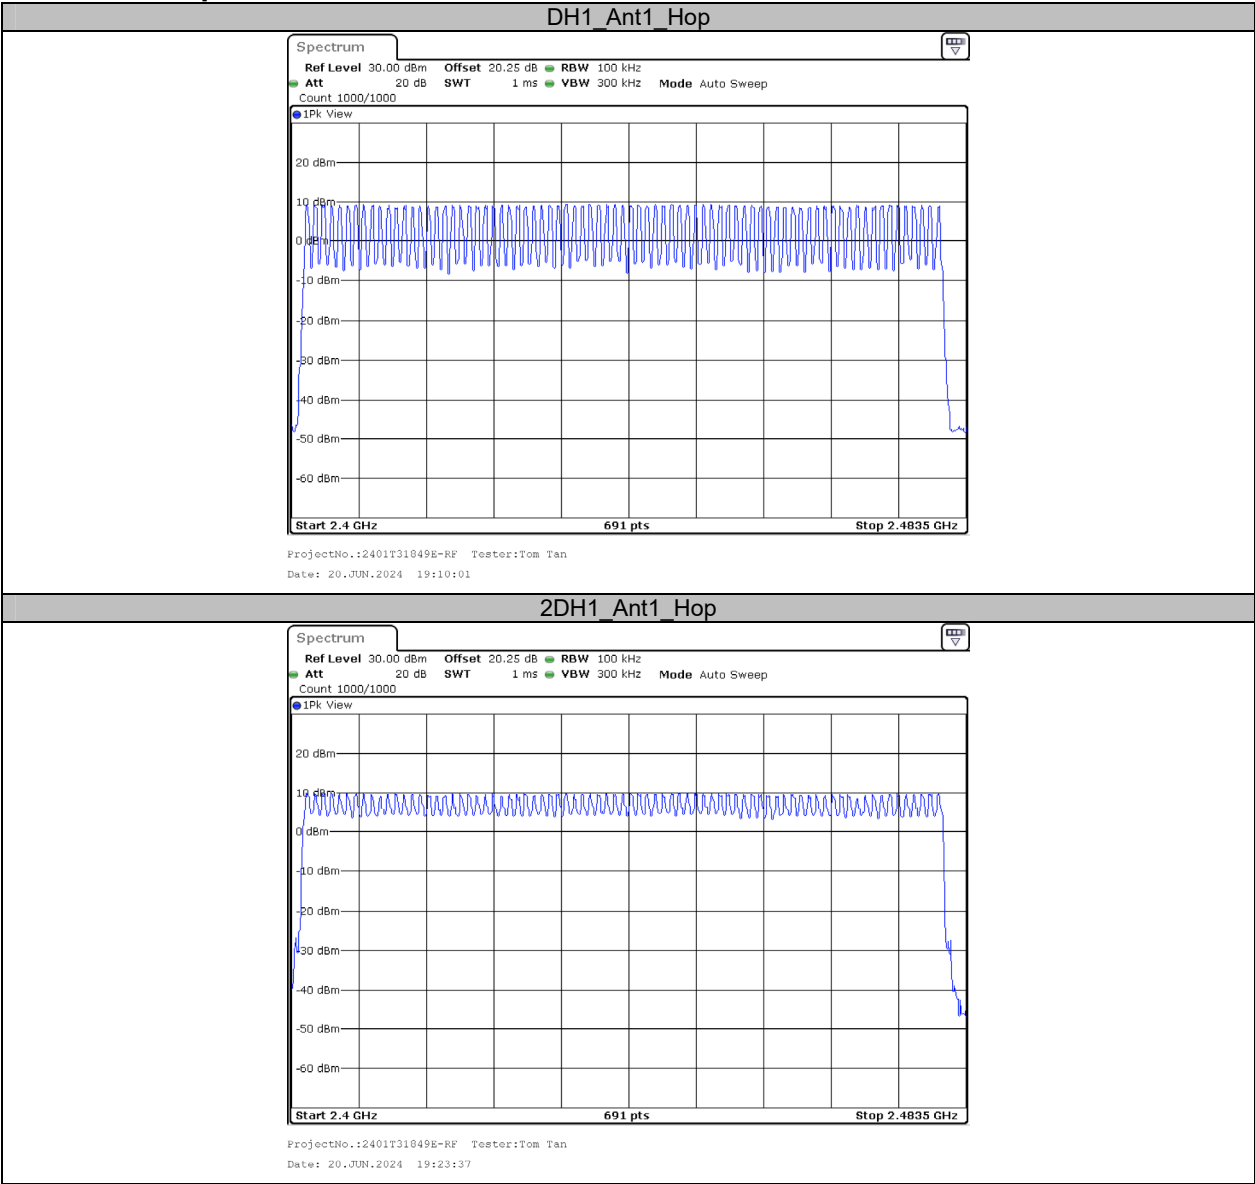 DH1_Ant1_Hop
Spectrum
Ref Level 30.00 dBm Offset 20.25 dB RBW 100 kHz
Att 20 dB SWT 1 ms VBW 300 kHz Mode Auto Sweep
Count 1000/1000
1Pk View
20 dBm
10 dBm
0 dBm
-10 dBm
-20 dBm
-30 dBm
-40 dBm
-50 dBm
-60 dBm
Start 2.4 GHz 691 pts Stop 2.4835 GHz
ProjectNo.:2401T31849E-RF Tester:Tom Tan
Date: 20.JUN.2024 19:10:01
2DH1_Ant1_Hop
Spectrum
Ref Level 30.00 dBm Offset 20.25 dB RBW 100 kHz
Att 20 dB SWT 1 ms VBW 300 kHz Mode Auto Sweep
Count 1000/1000
1Pk View
20 dBm
10 dBm
0 dBm
-10 dBm
-20 dBm
-30 dBm
-40 dBm
-50 dBm
-60 dBm
Start 2.4 GHz 691 pts Stop 2.4835 GHz
ProjectNo.:2401T31849E-RF Tester:Tom Tan
Date: 20.JUN.2024 19:23:37